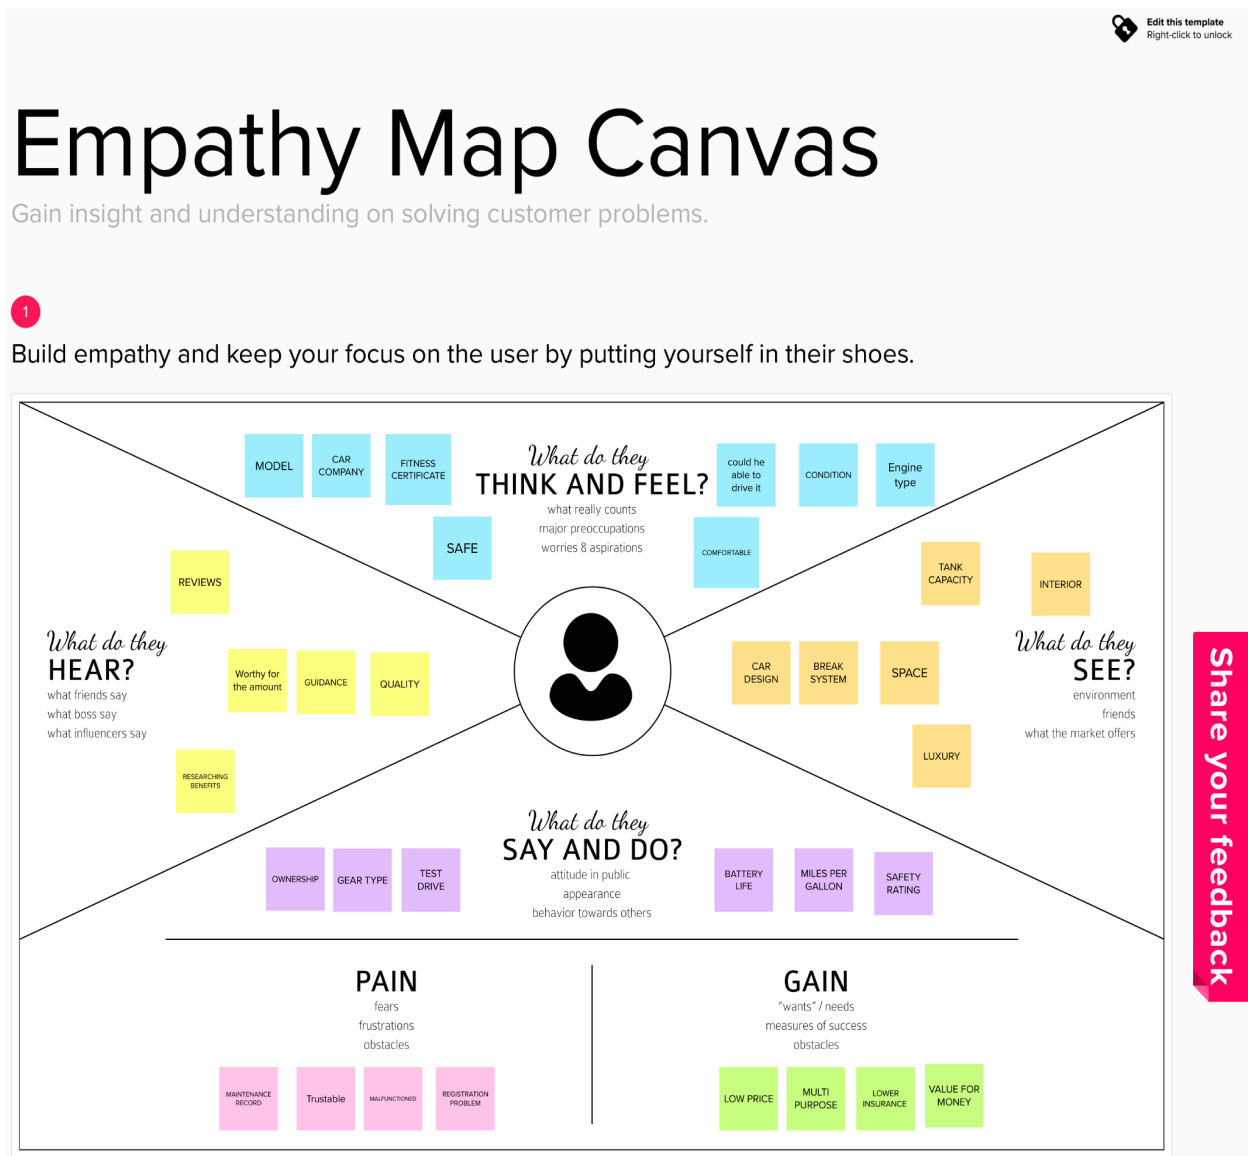 Edit this template
Right-click to unlock
Empathy Map Canvas
Gain insight and understanding on solving customer problems.
1
Build empathy and keep your focus on the user by putting yourself in their shoes.
What do they
THINK AND FEEL?
what really counts
major preoccupations
worries & aspirations
MODEL
CAR
COMPANY
FITNESS
CERTIFICATE
SAFE
could he
able to
drive it
CONDITION
Engine
type
COMFORTABLE
What do they
HEAR?
what friends say
what boss say
what influencers say
REVIEWS
Worthy for
the amount
GUIDANCE
QUALITY
RESEARCHING
BENEFITS
What do they
SEE?
environment
friends
what the market offers
TANK
CAPACITY
INTERIOR
CAR
DESIGN
BREAK
SYSTEM
SPACE
LUXURY
What do they
SAY AND DO?
attitude in public
appearance
behavior towards others
OWNERSHIP
GEAR TYPE
TEST
DRIVE
BATTERY
LIFE
MILES PER
GALLON
SAFETY
RATING
PAIN
fears
frustrations
obstacles
MAINTENANCE
RECORD
Trustable
MALFUNCTIONED
REGISTRATION
PROBLEM
GAIN
“wants” / needs
measures of success
obstacles
LOW PRICE
MULTI
PURPOSE
LOWER
INSURANCE
VALUE FOR
MONEY
Share your feedback